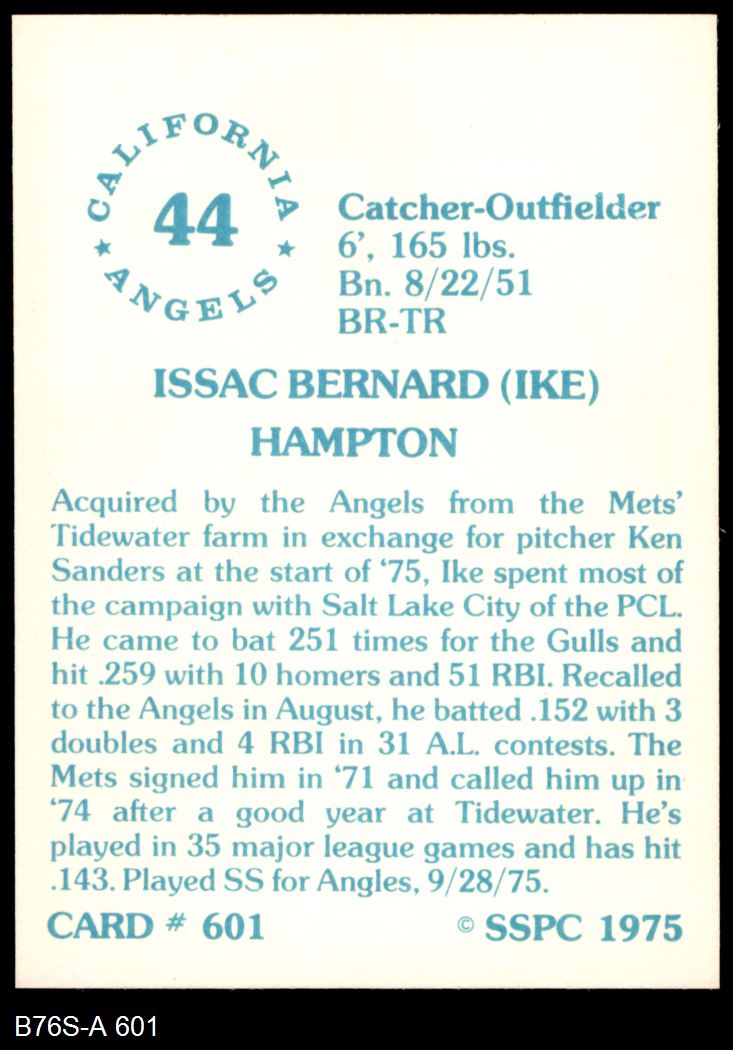 CALIFORNIA
44
★ ANGELS ★
Catcher-Outfielder
6', 165 lbs.
Bn. 8/22/51
BR-TR
ISSAC BERNARD (IKE)
HAMPTON
Acquired by the Angels from the Mets'
Tidewater farm in exchange for pitcher Ken
Sanders at the start of '75, Ike spent most of
the campaign with Salt Lake City of the PCL.
He came to bat 251 times for the Gulls and
hit .259 with 10 homers and 51 RBI. Recalled
to the Angels in August, he batted .152 with 3
doubles and 4 RBI in 31 A.L. contests. The
Mets signed him in '71 and called him up in
'74 after a good year at Tidewater. He's
played in 35 major league games and has hit
.143. Played SS for Angles, 9/28/75.
CARD # 601 © SSPC 1975
B76S-A 601